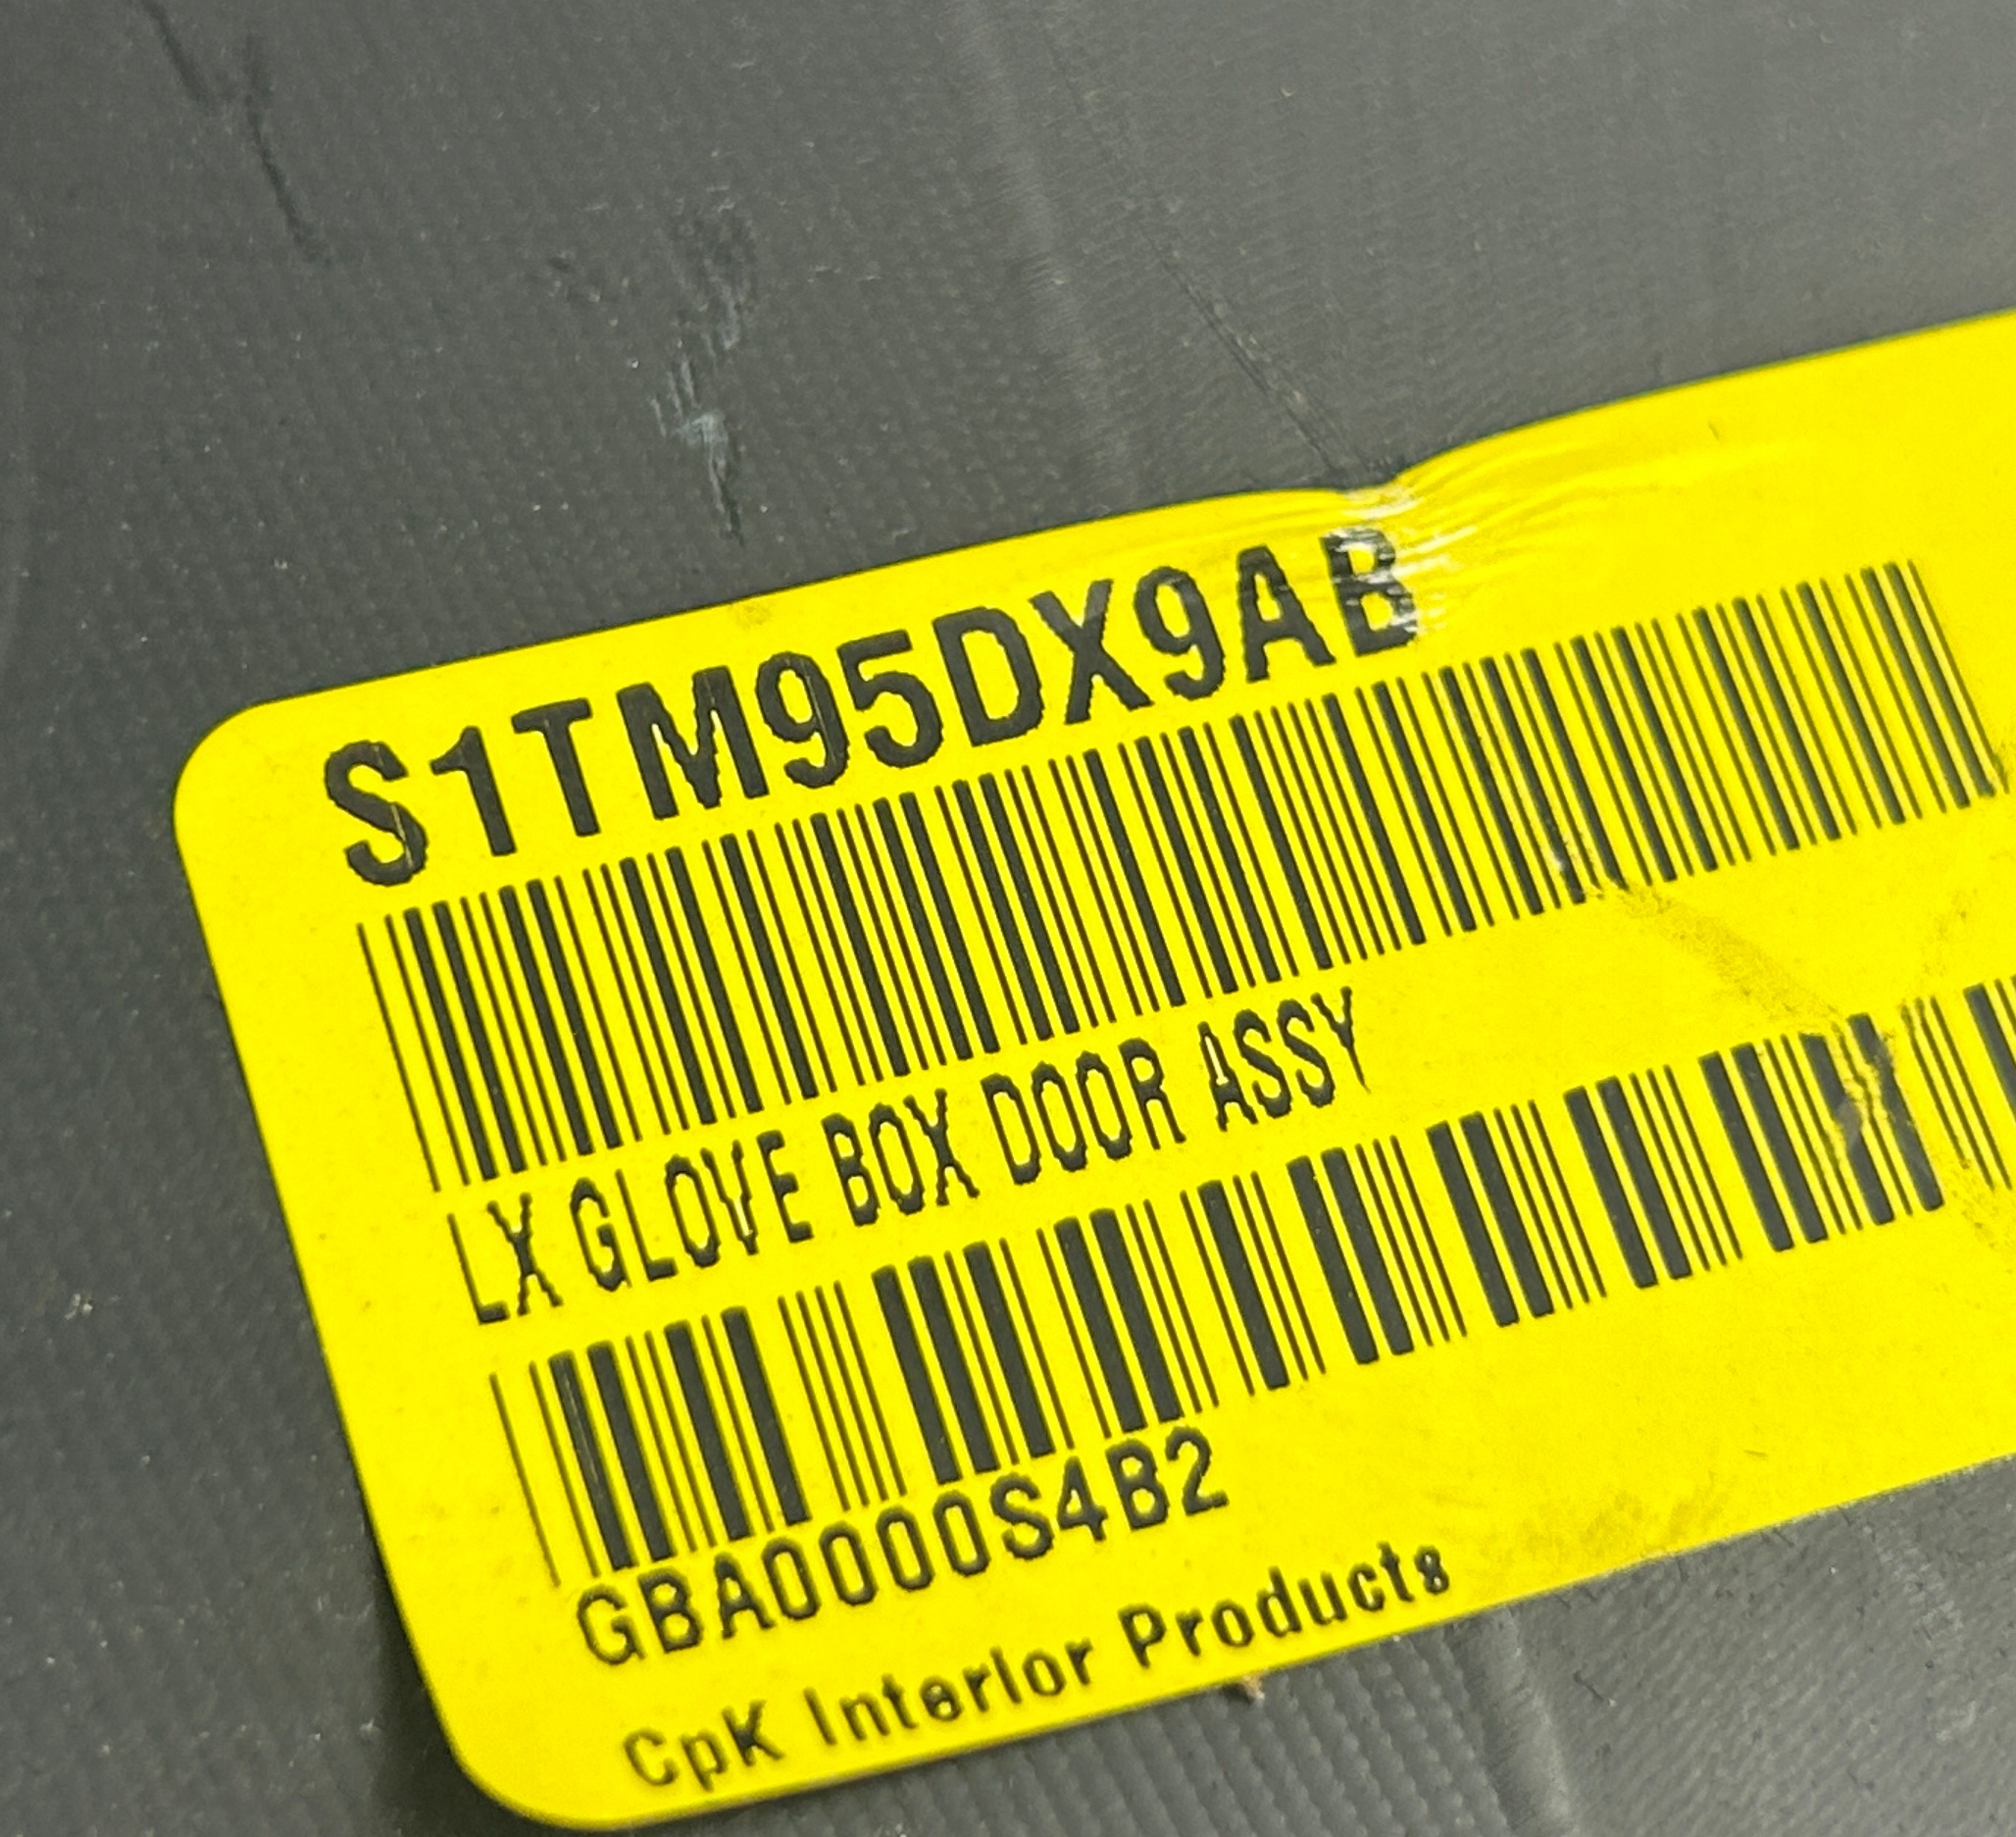 S1TM95DX9AB
LX GLOVE BOX DOOR ASSY
GBA0000S4B2
CpK Interior Products